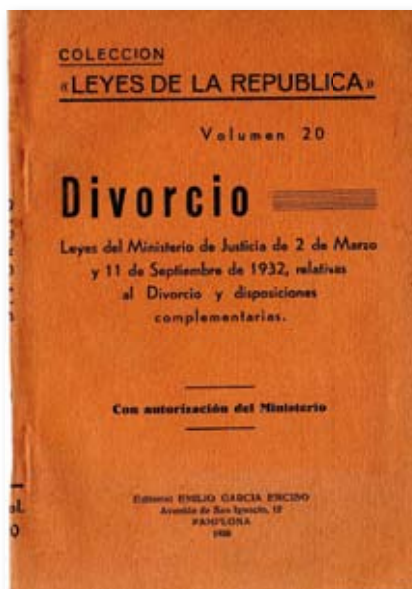 COLECCION
«LEYES DE LA REPUBLICA»
Volumen 20
Divorcio
Leyes del Ministerio de Justicia de 2 de Marzo
y 11 de Septiembre de 1932, relativas
al Divorcio y disposiciones
complementarias.
Con autorización del Ministerio
Editorial EMILIO GARCIA ENCISO
Avenida de San Ignacio, 12
PAMPLONA